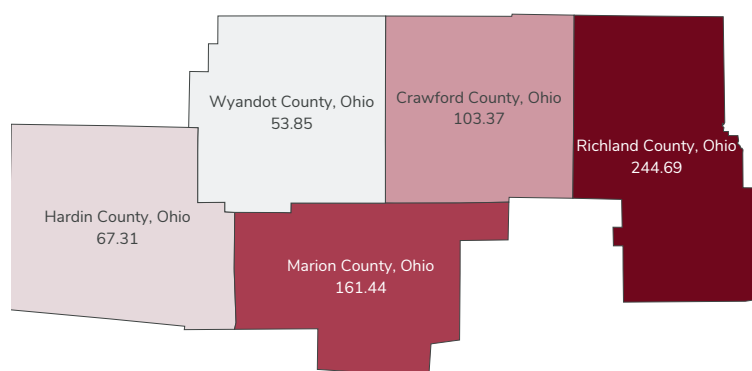 Wyandot County, Ohio
53.85
Crawford County, Ohio
103.37
Richland County, Ohio
244.69
Hardin County, Ohio
67.31
Marion County, Ohio
161.44